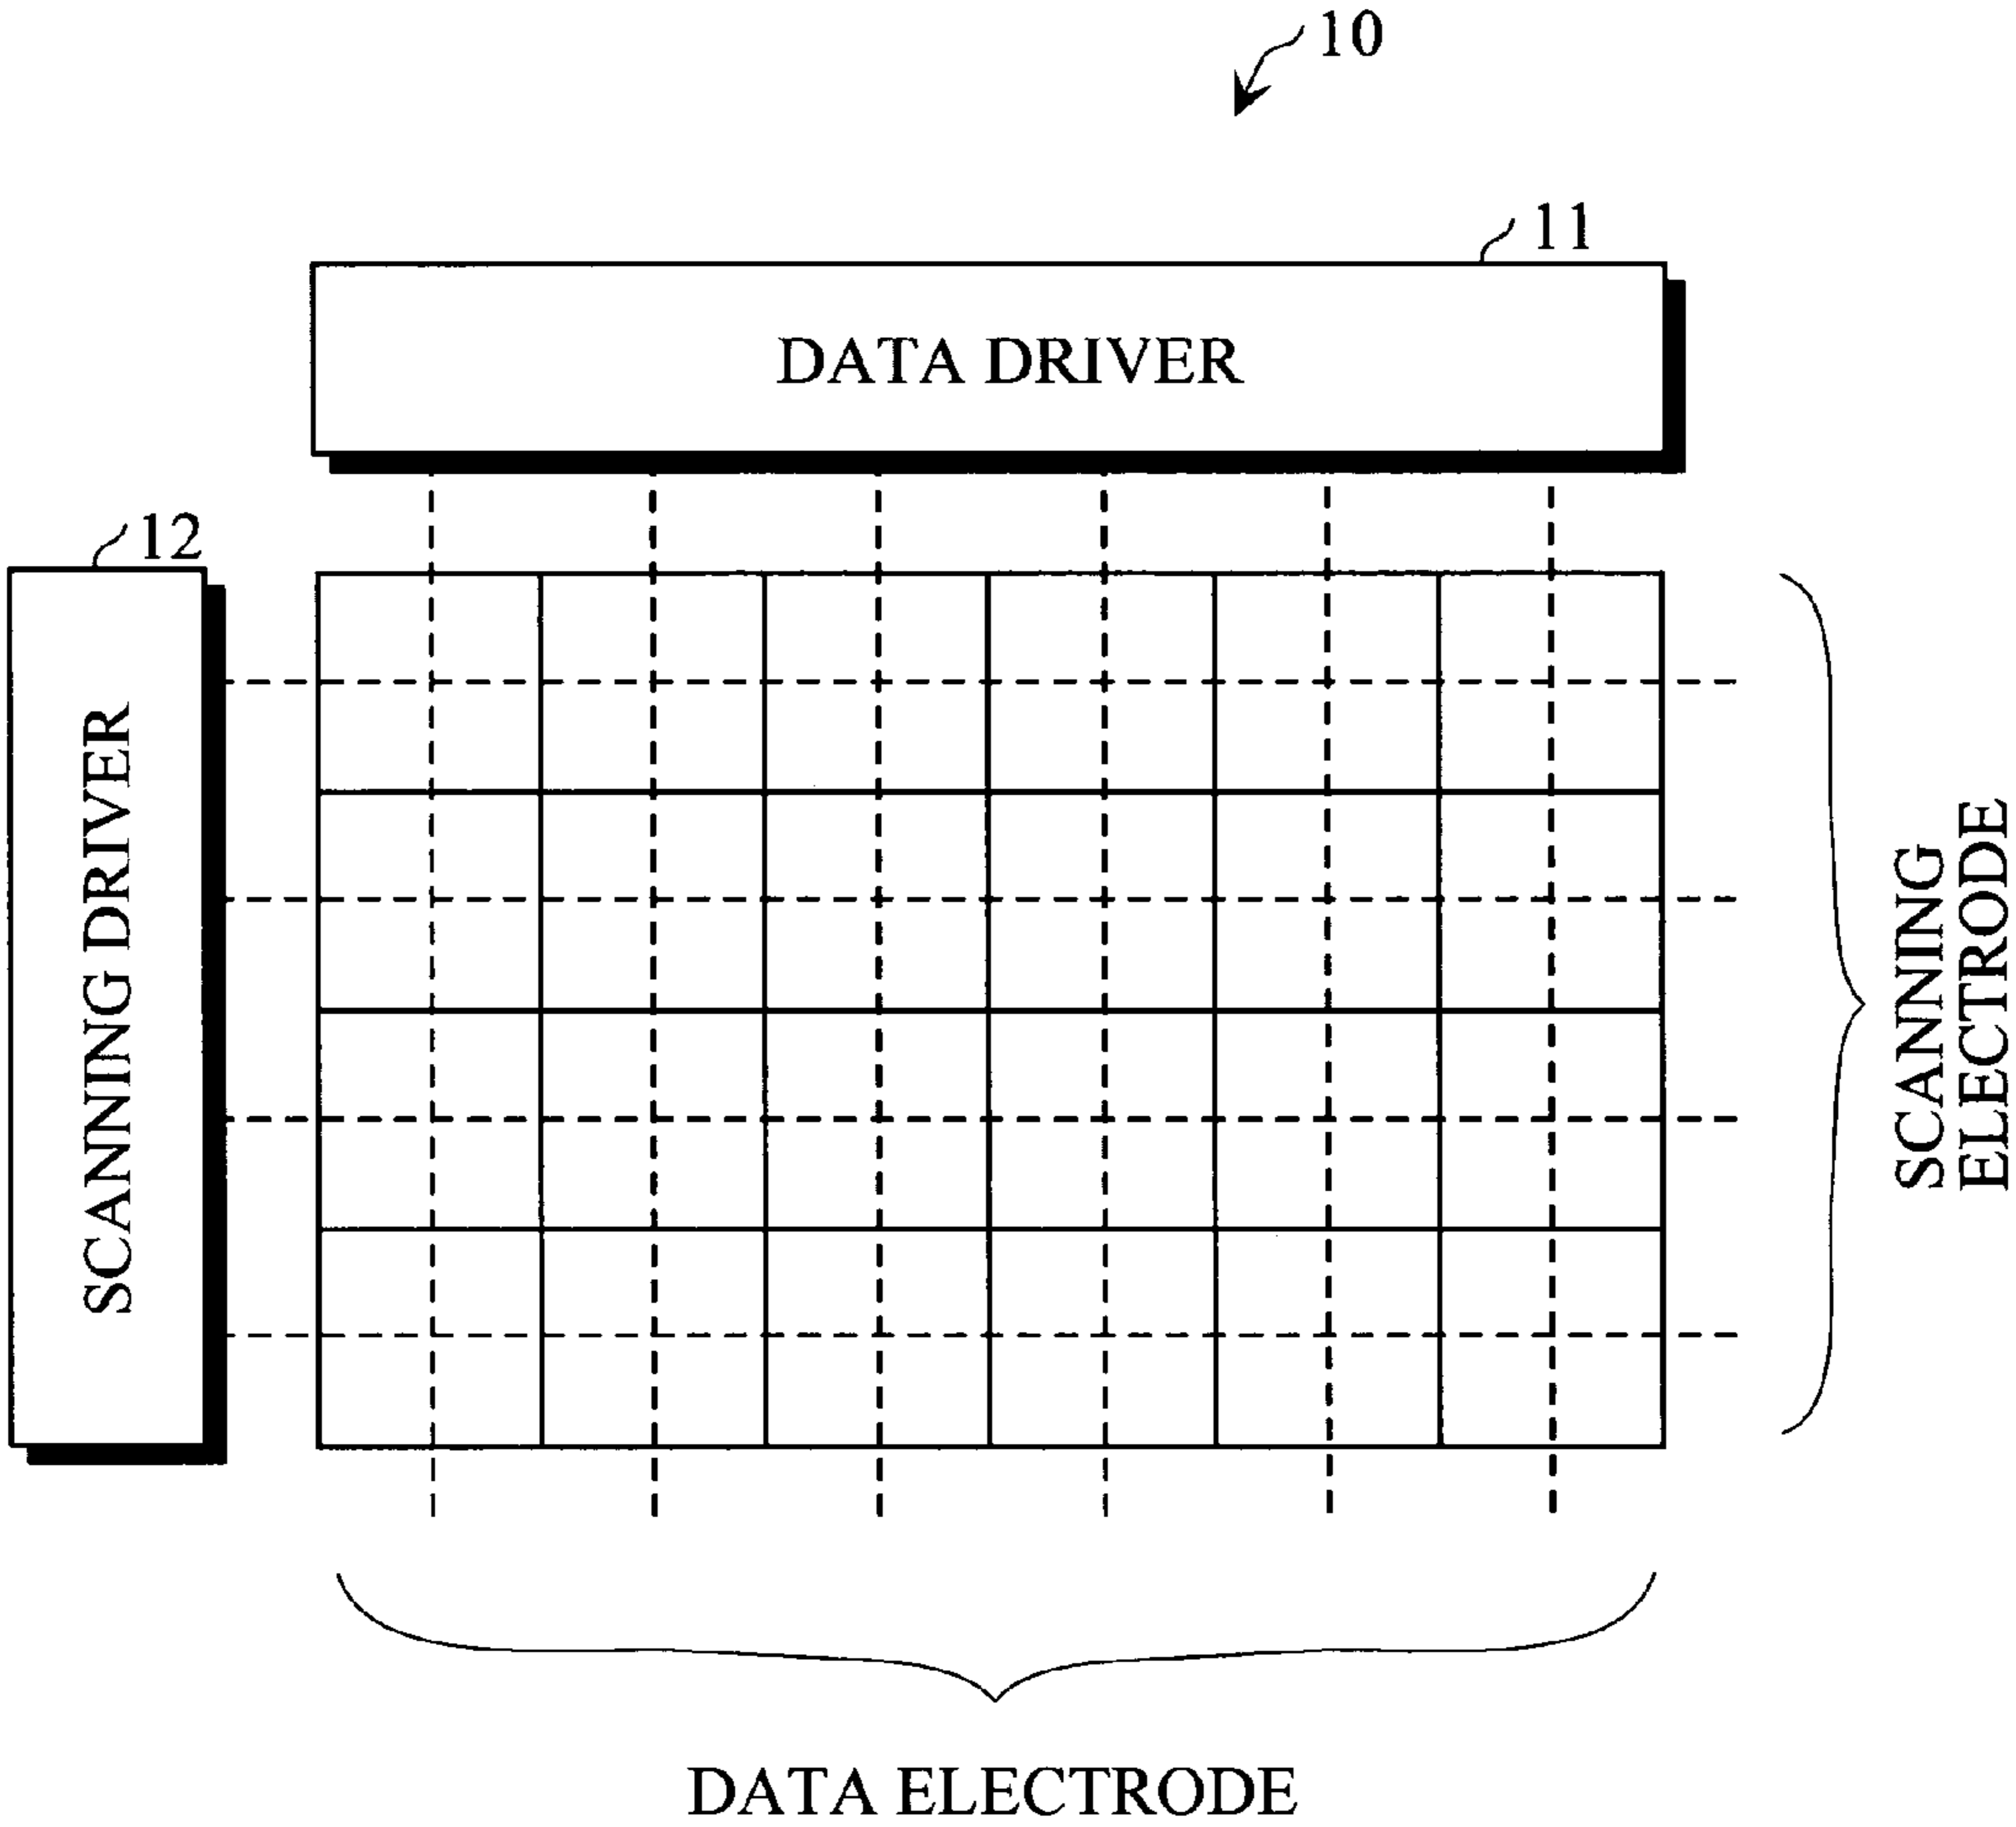 10
11
DATA DRIVER
12
SCANNING DRIVER
SCANNING
ELECTRODE
DATA ELECTRODE